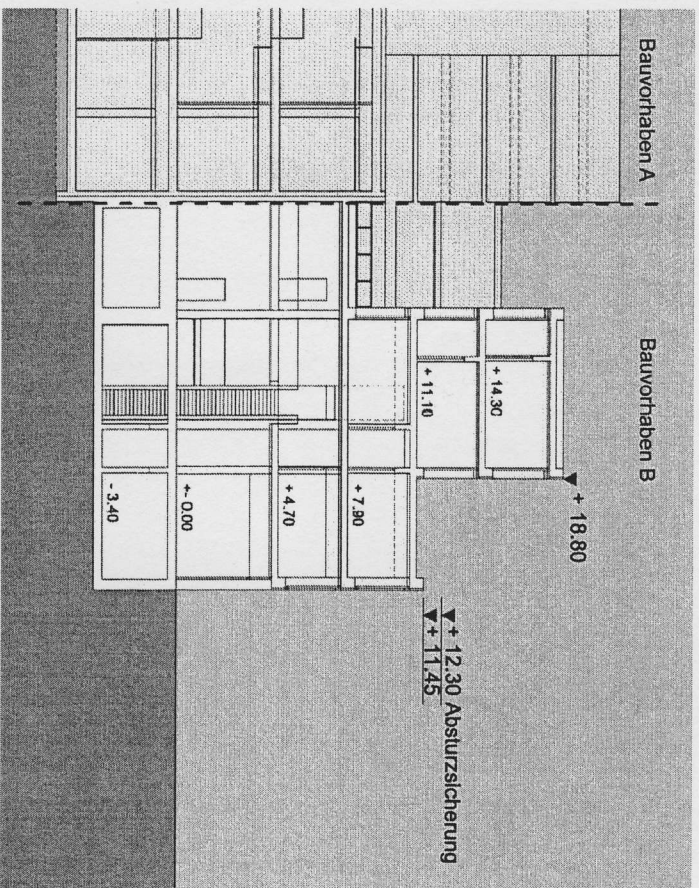 Bauvorhaben A
Bauvorhaben B
+ 18.80
+ 14.30
+ 11.10
+ 12.30 Absturzsicherung
+ 11.45
+ 7.90
+ 4.70
+- 0.00
- 3.40